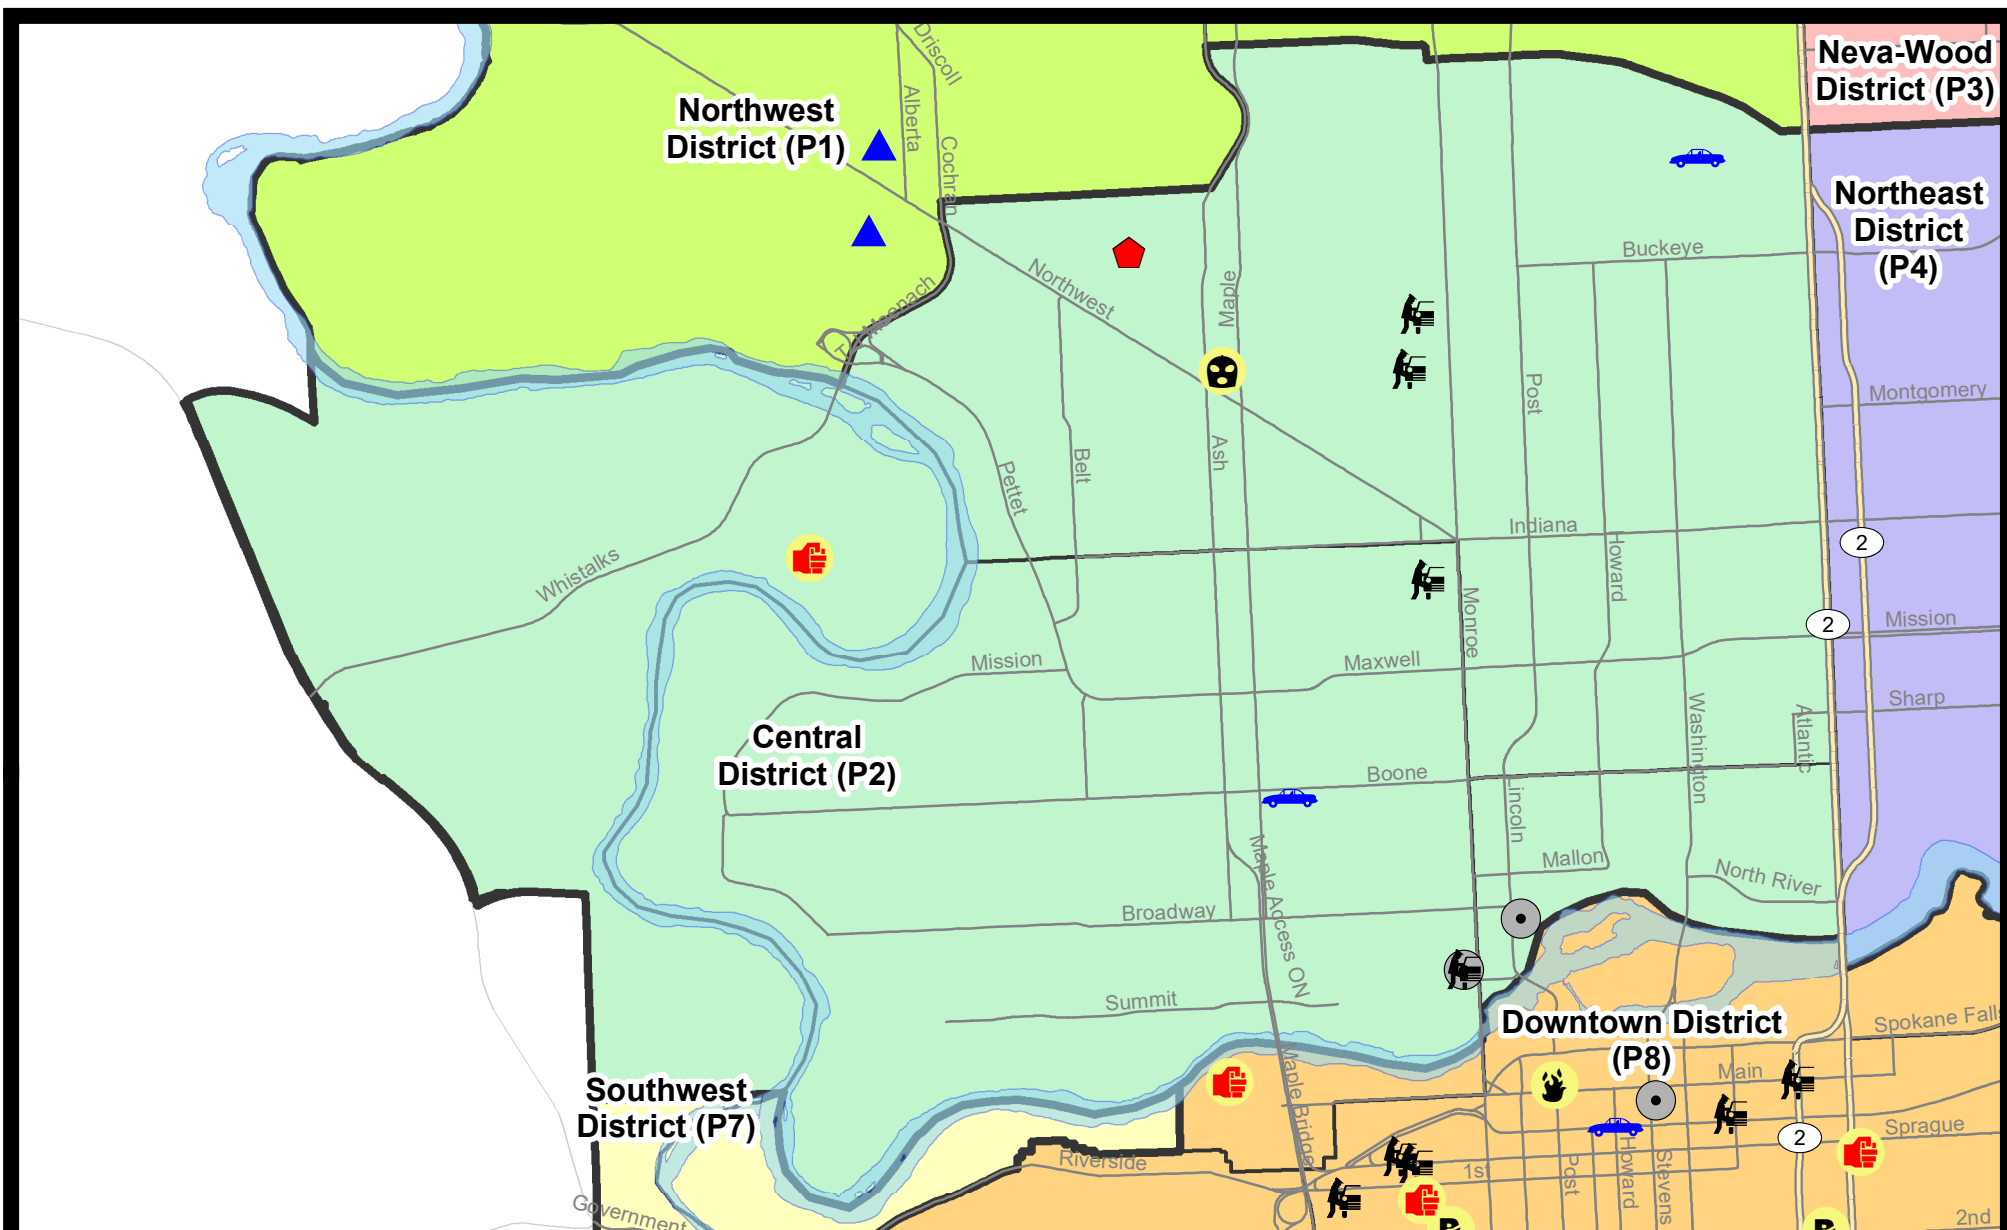 Neva-Wood
District (P3)
Driscoll
Northwest
District (P1)
Alberta
Cochran
Northeast
District
(P4)
Buckeye
Northwest
Maple
Montgomery
Post
Ash
Belt
Pettet
Indiana
2
Howard
Whistalks
Monroe
Mission
2
Mission
Maxwell
Sharp
Washington
Atlantic
Central
District (P2)
Boone
Lincoln
Mallon
North River
Maple Access ON
Broadway
Summit
Downtown District
(P8)
Spokane Falls
Main
Southwest
District (P7)
Maple Bridge
2
Sprague
Riverside
1st
Post
Howard
Stevens
Government
2nd